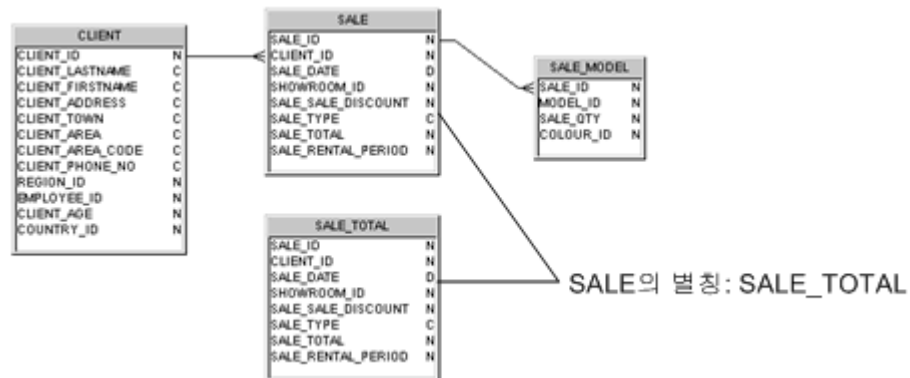 CLIENT
CLIENT_ID N
CLIENT_LASTNAME C
CLIENT_FIRSTNAME C
CLIENT_ADDRESS C
CLIENT_TOWN C
CLIENT_AREA C
CLIENT_AREA_CODE C
CLIENT_PHONE_NO C
REGION_ID N
EMPLOYEE_ID N
CLIENT_AGE N
COUNTRY_ID N
SALE
SALE_ID N
CLIENT_ID N
SALE_DATE D
SHOWROOM_ID N
SALE_SALE_DISCOUNT N
SALE_TYPE C
SALE_TOTAL N
SALE_RENTAL_PERIOD N
SALE_MODEL
SALE_ID N
MODEL_ID N
SALE_QTY N
COLOUR_ID N
SALE_TOTAL
SALE_ID N
CLIENT_ID N
SALE_DATE D
SHOWROOM_ID N
SALE_SALE_DISCOUNT N
SALE_TYPE C
SALE_TOTAL N
SALE_RENTAL_PERIOD N
SALE의 별칭: SALE_TOTAL